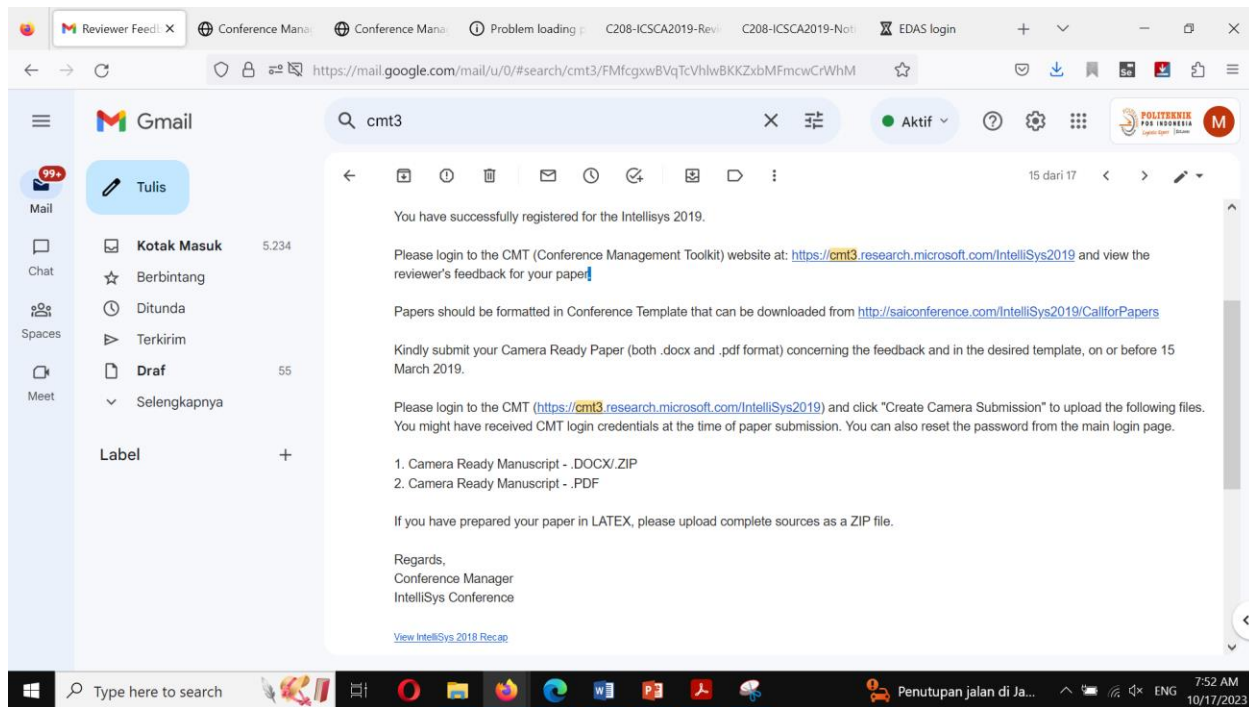 Reviewer Feedb
Conference Mana
Conference Mana
Problem loading p
C208-ICSCA2019-Revi
C208-ICSCA2019-Noti
EDAS login
https://mail.google.com/mail/u/0/#search/cmt3/FMfcgxwBVqTcVhlwBKKZxbMFmcwCrWhM
Gmail
cmt3
Aktif
POLITEKNIK
POS INDONESIA
M
99+
Mail
Chat
Spaces
Meet
Tulis
Kotak Masuk 5.234
Berbintang
Ditunda
Terkirim
Draf 55
Selengkapnya
Label
15 dari 17
You have successfully registered for the Intellisys 2019.
Please login to the CMT (Conference Management Toolkit) website at: https://cmt3.research.microsoft.com/IntelliSys2019 and view the
reviewer's feedback for your paper.
Papers should be formatted in Conference Template that can be downloaded from http://saiconference.com/IntelliSys2019/CallforPapers
Kindly submit your Camera Ready Paper (both .docx and .pdf format) concerning the feedback and in the desired template, on or before 15
March 2019.
Please login to the CMT (https://cmt3.research.microsoft.com/IntelliSys2019) and click "Create Camera Submission" to upload the following files.
You might have received CMT login credentials at the time of paper submission. You can also reset the password from the main login page.
1. Camera Ready Manuscript - .DOCX/.ZIP
2. Camera Ready Manuscript - .PDF
If you have prepared your paper in LATEX, please upload complete sources as a ZIP file.
Regards,
Conference Manager
IntelliSys Conference
View IntelliSys 2018 Recap
Type here to search
Penutupan jalan di Ja...
ENG
7:52 AM
10/17/2023